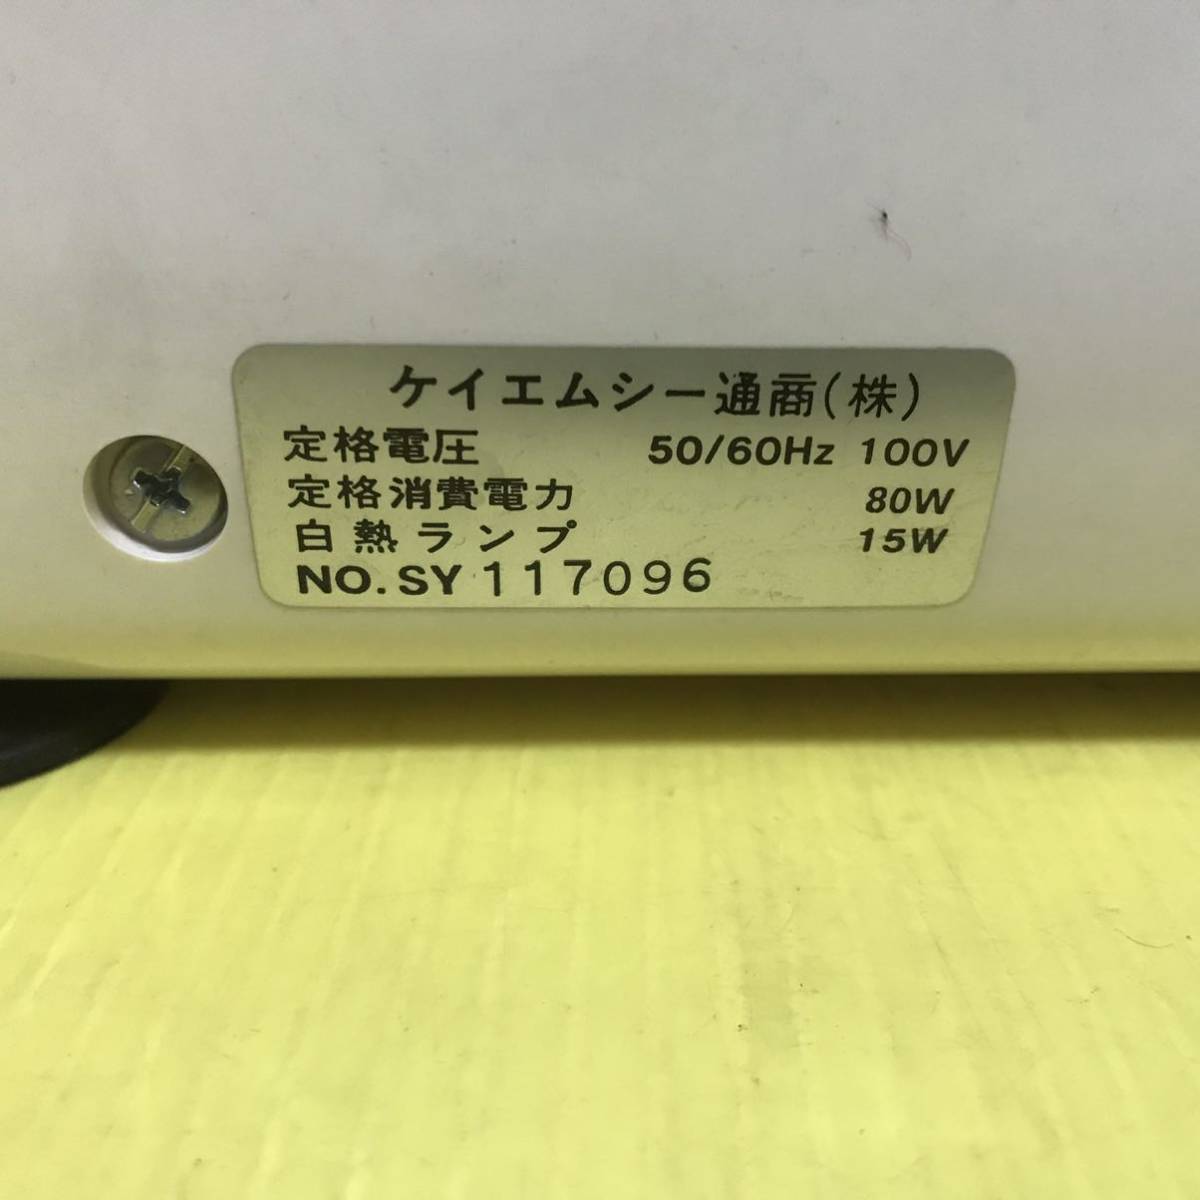 ケイエムシー通商(株)
定格電圧 50/60Hz 100V
定格消費電力 80W
白熱ランプ 15W
NO. SY 117096